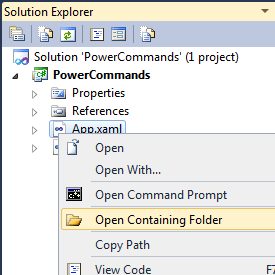 Solution Explorer
Solution 'PowerCommands' (1 project)
PowerCommands
Properties
References
App.xaml
Open
Open With...
Open Command Prompt
Open Containing Folder
Copy Path
View Code